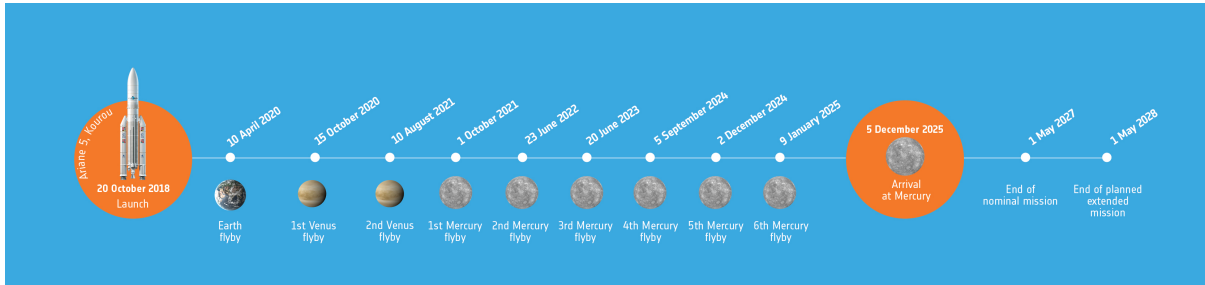 Ariane 5, Kourou
20 October 2018
Launch
10 April 2020
Earth
flyby
15 October 2020
1st Venus
flyby
10 August 2021
2nd Venus
flyby
1 October 2021
1st Mercury
flyby
23 June 2022
2nd Mercury
flyby
20 June 2023
3rd Mercury
flyby
5 September 2024
4th Mercury
flyby
2 December 2024
5th Mercury
flyby
9 January 2025
6th Mercury
flyby
5 December 2025
Arrival
at Mercury
1 May 2027
End of
nominal mission
1 May 2028
End of planned
extended
mission